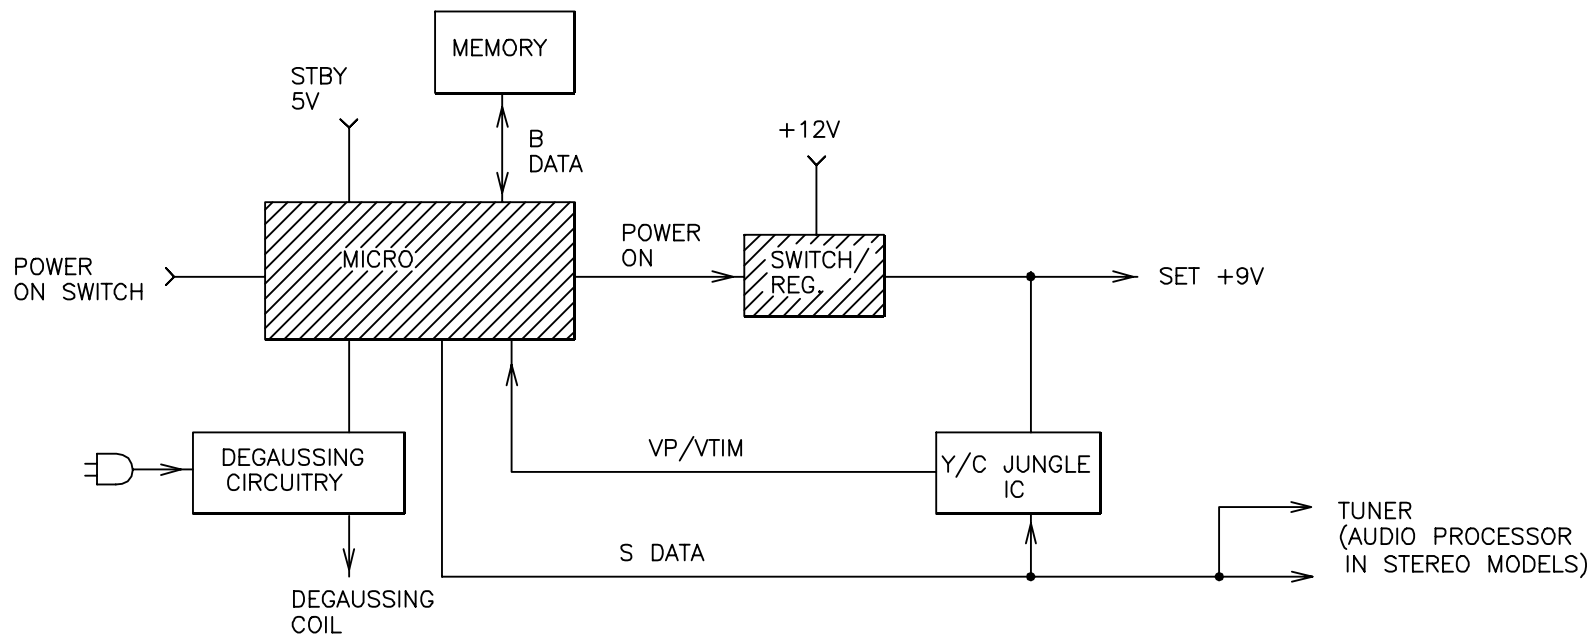 MEMORY
STBY
5V
+12V
B
DATA
POWER
ON
MICRO
SWITCH/
REG.
POWER
ON SWITCH
SET +9V
VP/VTIM
DEGAUSSING
CIRCUITRY
Y/C JUNGLE
IC
TUNER
(AUDIO PROCESSOR
IN STEREO MODELS)
S DATA
DEGAUSSING
COIL